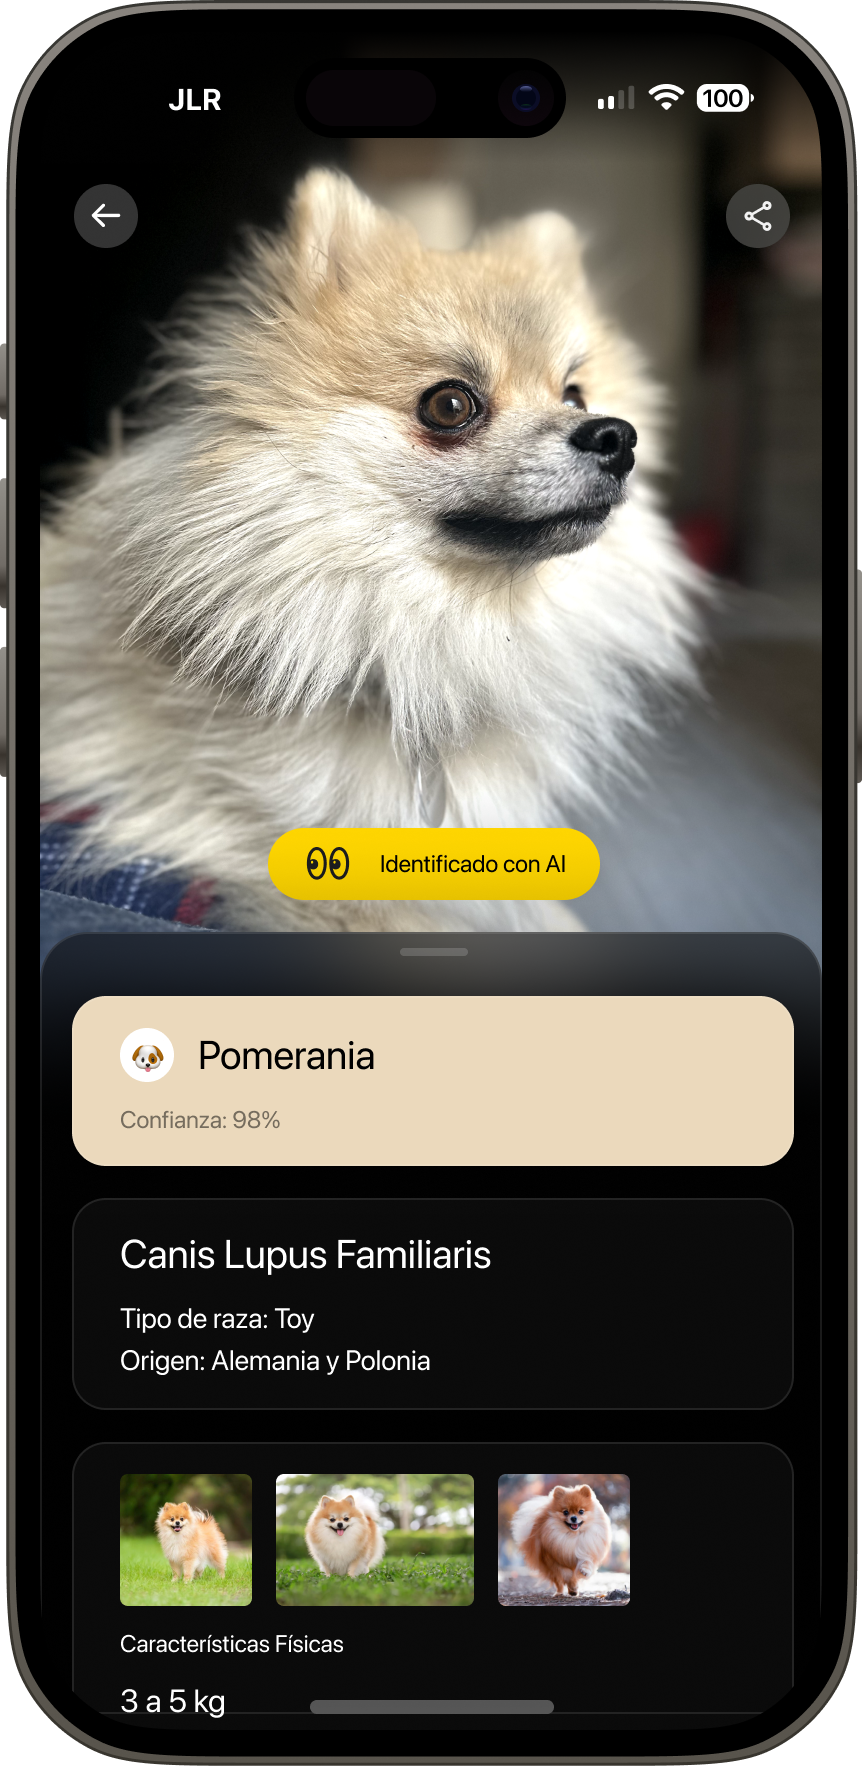 JLR
100
Identificado con AI
Pomerania
Confianza: 98%
Canis Lupus Familiaris
Tipo de raza: Toy
Origen: Alemania y Polonia
Características Físicas
3 a 5 kg